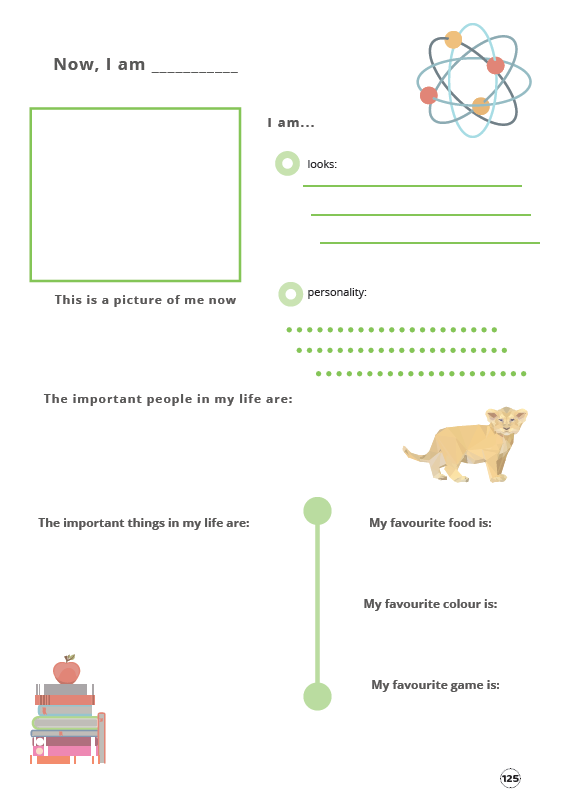 Now, I am ___________
I am...
looks:
This is a picture of me now
personality:
The important people in my life are:
The important things in my life are:
My favourite food is:
My favourite colour is:
My favourite game is:
125